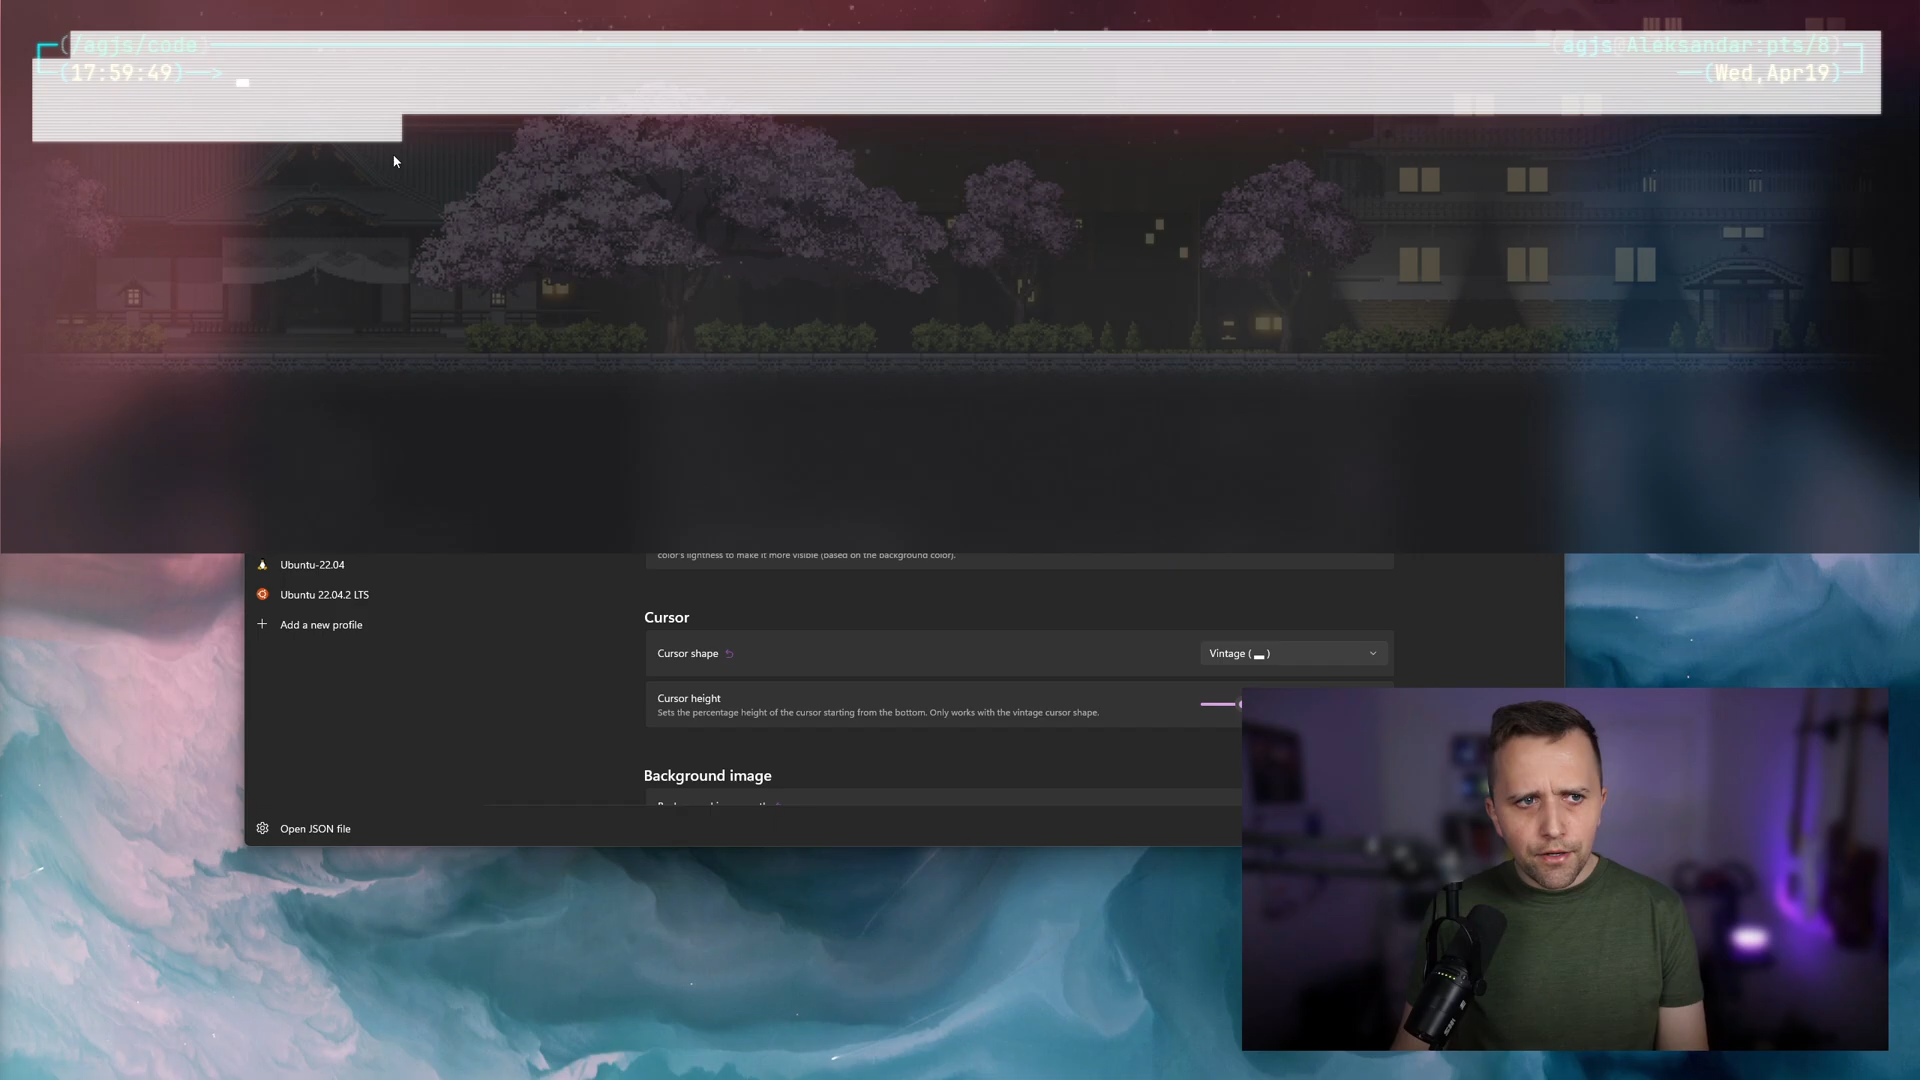 (/agjs/code) (agjs@Aleksandar:pts/8)
(17:59:49)—> —(Wed,Apr19)
color's lightness to make it more visible (based on the background color).
Ubuntu-22.04
Ubuntu 22.04.2 LTS
Add a new profile
Cursor
Cursor shape Vintage ( ▂ )
Cursor height
Sets the percentage height of the cursor starting from the bottom. Only works with the vintage cursor shape.
Background image
Open JSON file